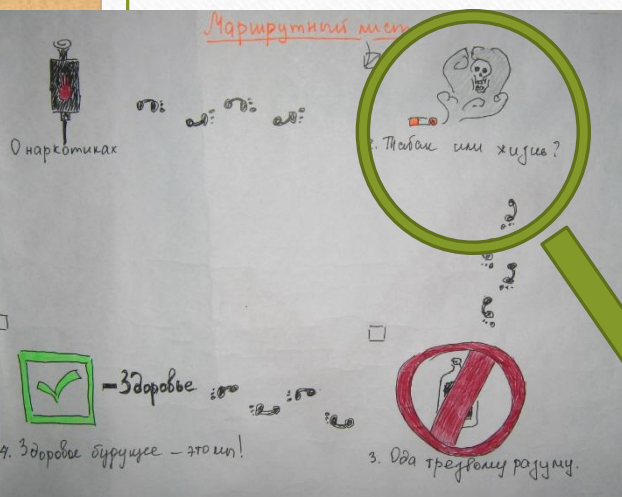 Маршрутный лист
О наркотиках
2. Табак или жизнь?
– Здоровье
4. Здоровое будущее – это мы!
3. Ода трезвому разуму.